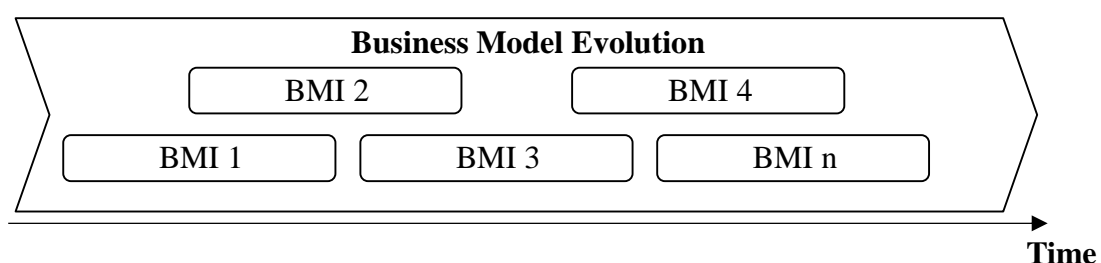 Business Model Evolution
BMI 2 BMI 4
BMI 1 BMI 3 BMI n
Time